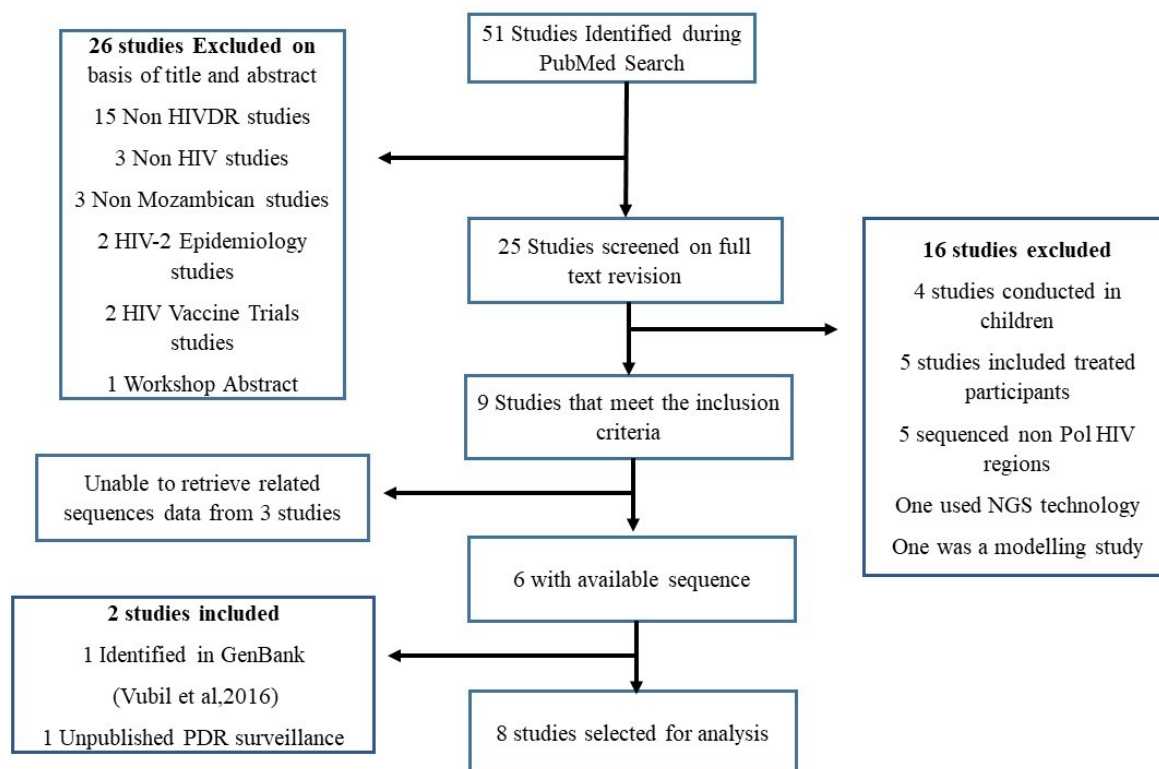 51 Studies Identified during
PubMed Search
26 studies Excluded on
basis of title and abstract
15 Non HIVDR studies
3 Non HIV studies
3 Non Mozambican studies
2 HIV-2 Epidemiology
studies
2 HIV Vaccine Trials
studies
1 Workshop Abstract
25 Studies screened on full
text revision
16 studies excluded
4 studies conducted in
children
5 studies included treated
participants
5 sequenced non Pol HIV
regions
One used NGS technology
One was a modelling study
9 Studies that meet the inclusion
criteria
Unable to retrieve related
sequences data from 3 studies
6 with available sequence
2 studies included
1 Identified in GenBank
(Vubil et al,2016)
1 Unpublished PDR surveillance
8 studies selected for analysis